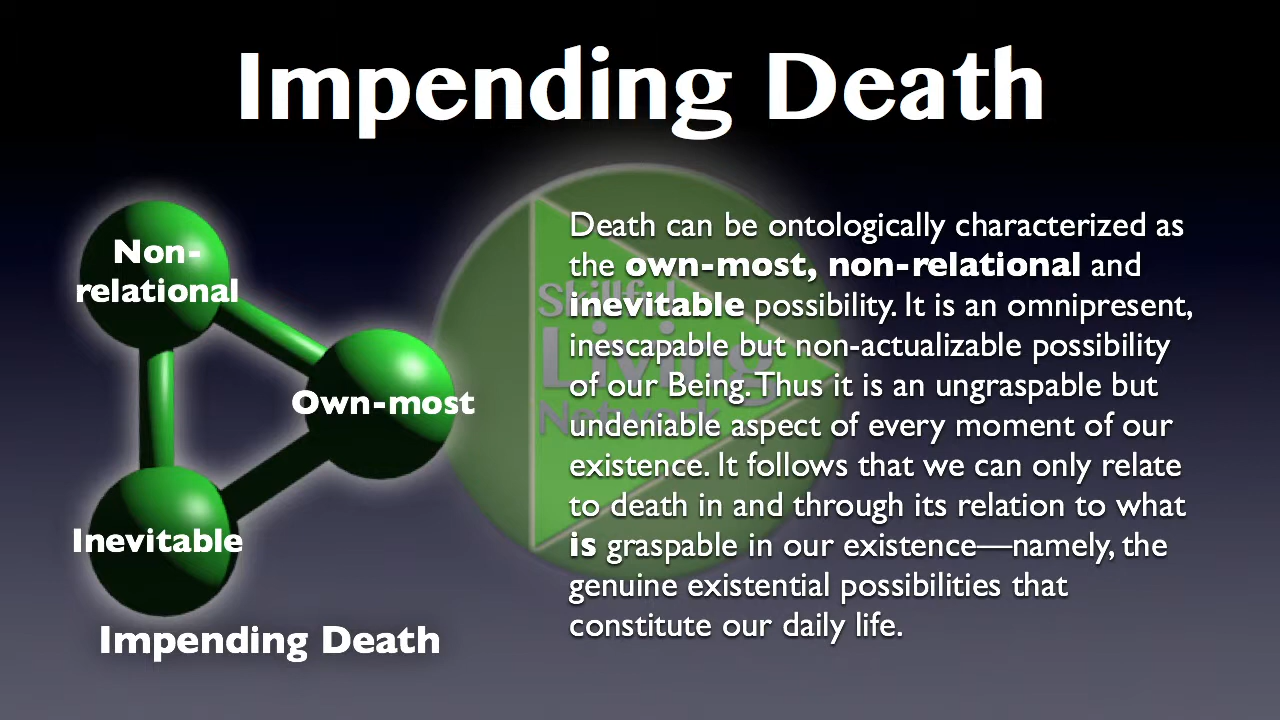 Impending Death
Non-
relational
Own-most
Inevitable
Impending Death
Death can be ontologically characterized as
the own-most, non-relational and
inevitable possibility. It is an omnipresent,
inescapable but non-actualizable possibility
of our Being. Thus it is an ungraspable but
undeniable aspect of every moment of our
existence. It follows that we can only relate
to death in and through its relation to what
is graspable in our existence—namely, the
genuine existential possibilities that
constitute our daily life.
Skillful
Living
Network